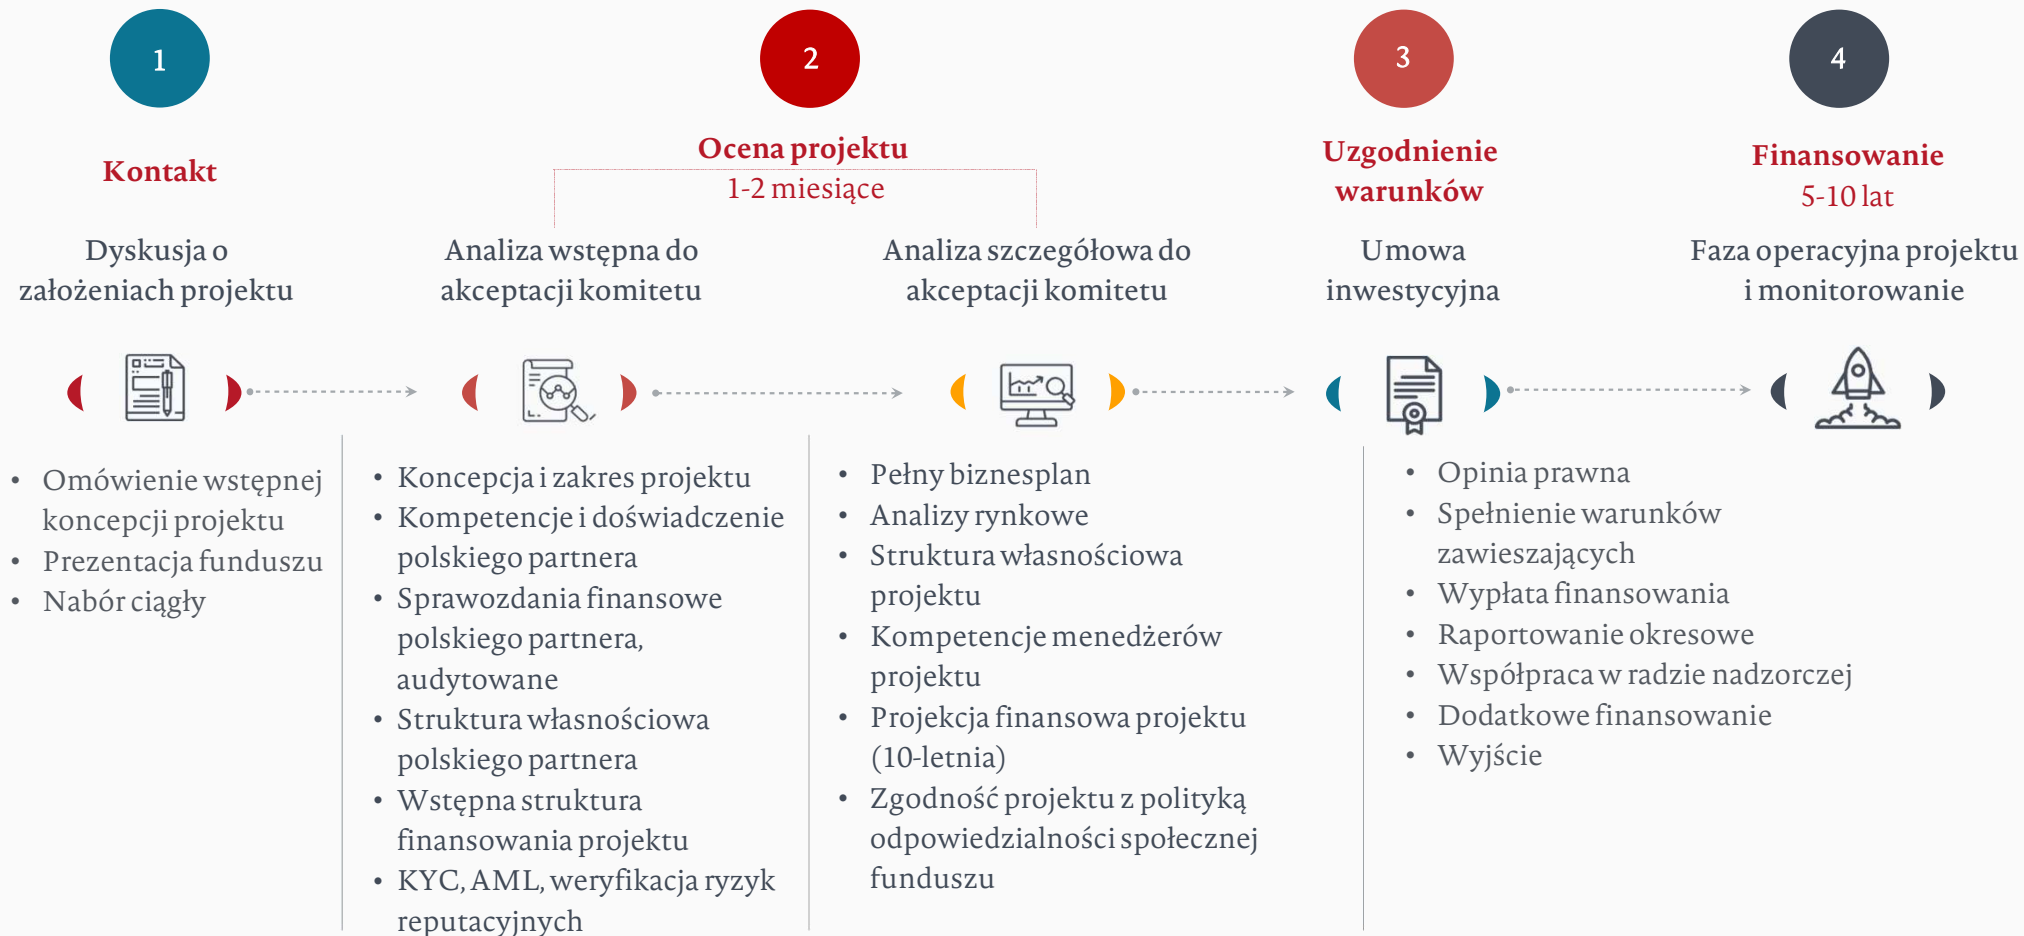 1
Kontakt
Dyskusja o
założeniach projektu
• Omówienie wstępnej
koncepcji projektu
• Prezentacja funduszu
• Nabór ciągły
2
Ocena projektu
1-2 miesiące
Analiza wstępna do
akceptacji komitetu
• Koncepcja i zakres projektu
• Kompetencje i doświadczenie
polskiego partnera
• Sprawozdania finansowe
polskiego partnera,
audytowane
• Struktura własnościowa
polskiego partnera
• Wstępna struktura
finansowania projektu
• KYC, AML, weryfikacja ryzyk
reputacyjnych
Analiza szczegółowa do
akceptacji komitetu
• Pełny biznesplan
• Analizy rynkowe
• Struktura własnościowa
projektu
• Kompetencje menedżerów
projektu
• Projekcja finansowa projektu
(10-letnia)
• Zgodność projektu z polityką
odpowiedzialności społecznej
funduszu
3
Uzgodnienie
warunków
Umowa
inwestycyjna
4
Finansowanie
5-10 lat
Faza operacyjna projektu
i monitorowanie
• Opinia prawna
• Spełnienie warunków
zawieszających
• Wypłata finansowania
• Raportowanie okresowe
• Współpraca w radzie nadzorczej
• Dodatkowe finansowanie
• Wyjście